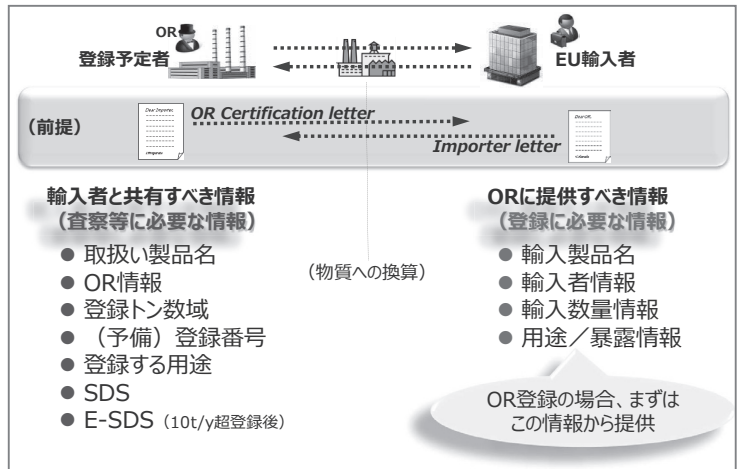 OR
登録予定者
EU輸入者
（前提）
Dear Importer,
OR Certification letter
Importer letter
輸入者と共有すべき情報
（査察等に必要な情報）
● 取扱い製品名
● OR情報
● 登録トン数域
● （予備）登録番号
● 登録する用途
● SDS
● E-SDS（10t/y超登録後）
（物質への換算）
ORに提供すべき情報
（登録に必要な情報）
● 輸入製品名
● 輸入者情報
● 輸入数量情報
● 用途／暴露情報
OR登録の場合、まずは
この情報から提供